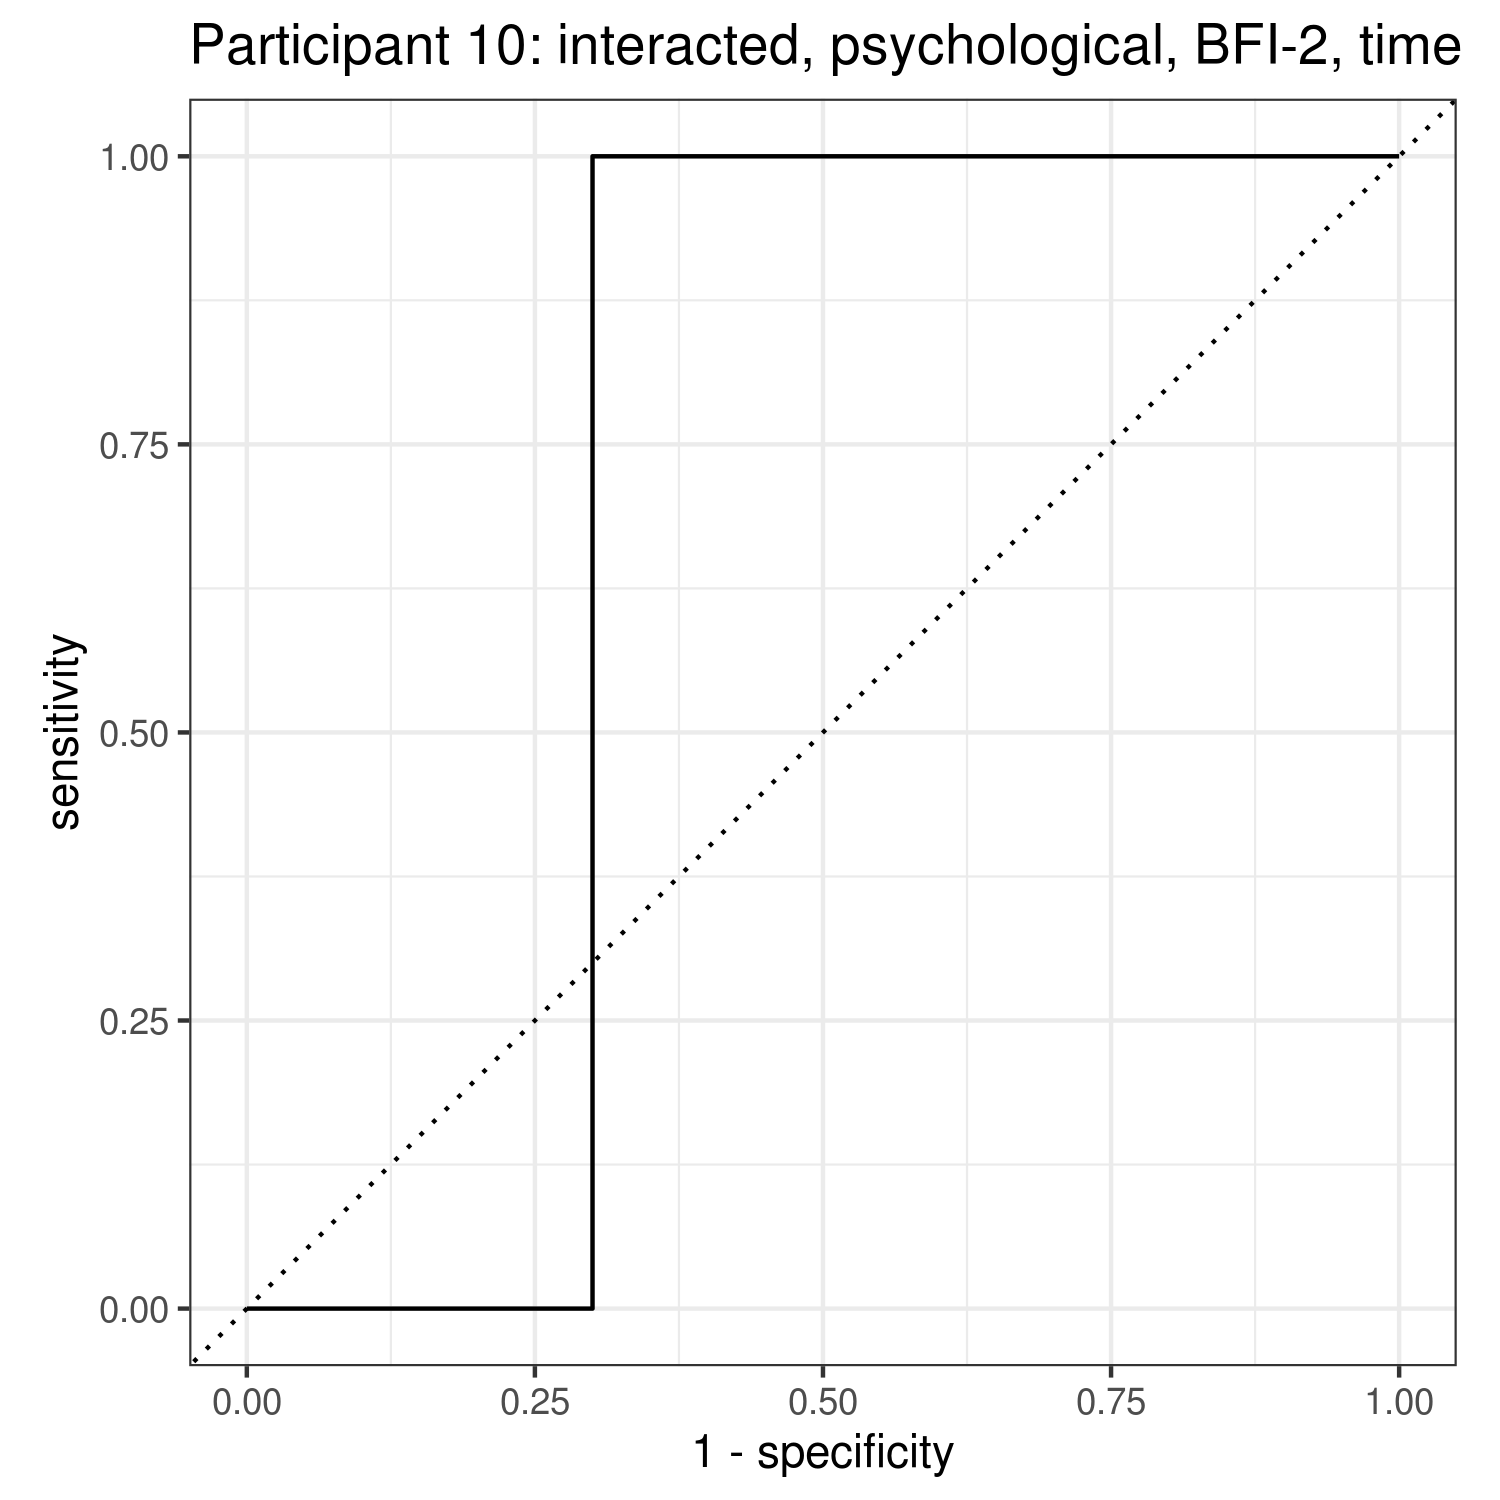 Participant 10: interacted, psychological, BFI-2, time
1.00
0.75
0.50
0.25
0.00
sensitivity
0.00 0.25 0.50 0.75 1.00
1 - specificity